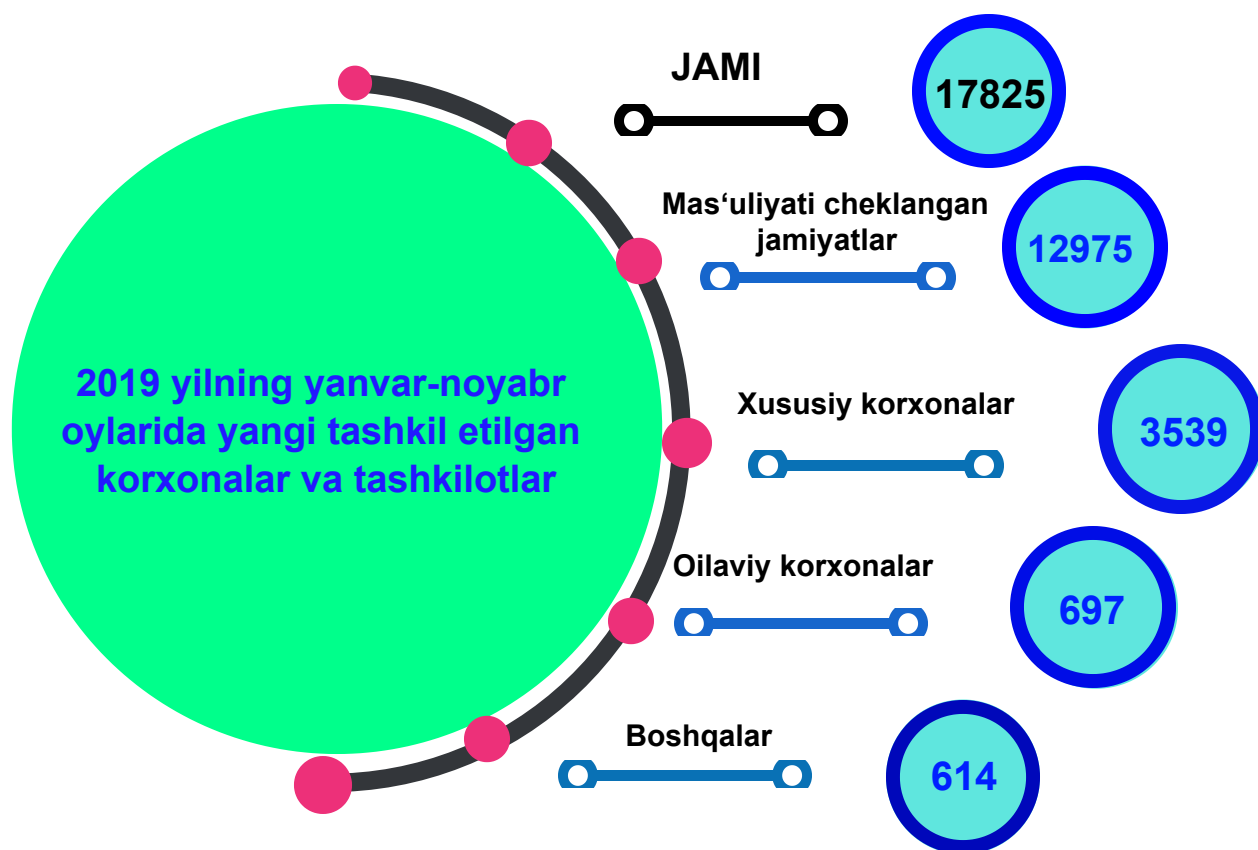 JAMI
17825
Mas‘uliyati cheklangan
jamiyatlar
12975
2019 yilning yanvar-noyabr
oylarida yangi tashkil etilgan
korxonalar va tashkilotlar
Xususiy korxonalar
3539
Oilaviy korxonalar
697
Boshqalar
614